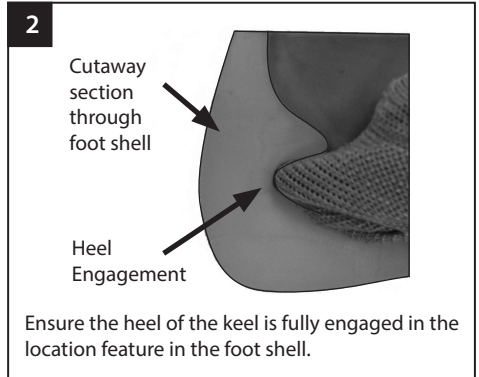 2
Cutaway
section
through
foot shell
Heel
Engagement
Ensure the heel of the keel is fully engaged in the
location feature in the foot shell.